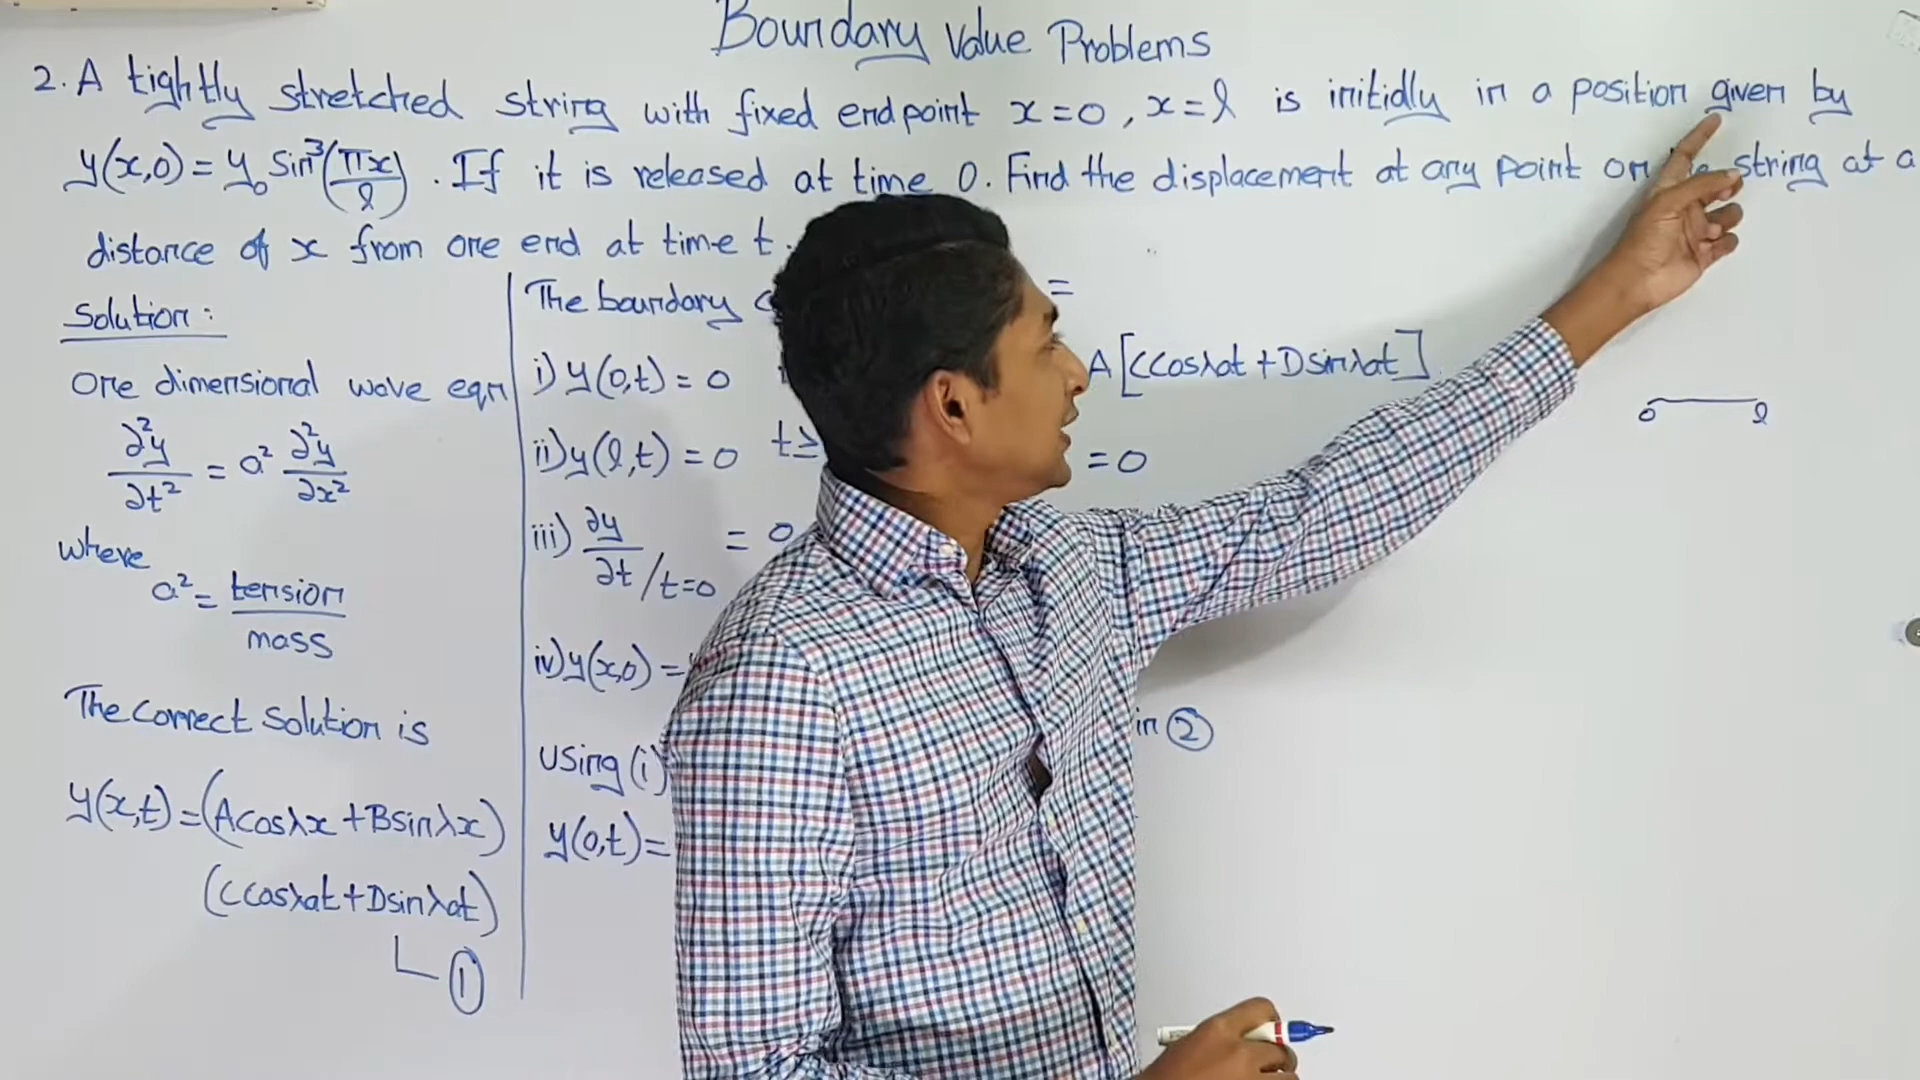 Boundary Value Problems
2. A tightly stretched string with fixed endpoint x=0, x=l is initially in a position given by
y(x,0) = y₀ Sin³(πx/l). If it is released at time 0. Find the displacement at any point on string at a
distance of x from one end at time t.
Solution:
One dimensional wave eqn
∂²y/∂t² = a² ∂²y/∂x²
where
a² = tension/mass
The correct solution is
y(x,t) = (Acosλx + Bsinλx)
(Ccosλat + Dsinλat)
①
The boundary
i) y(0,t) = 0
ii) y(l,t) = 0 t≥
iii) ∂y/∂t /t=0 = 0
iv) y(x,0) =
Using (i)
y(0,t) =
=
A[Ccosλat + Dsinλat]
= 0
in ②
0 l